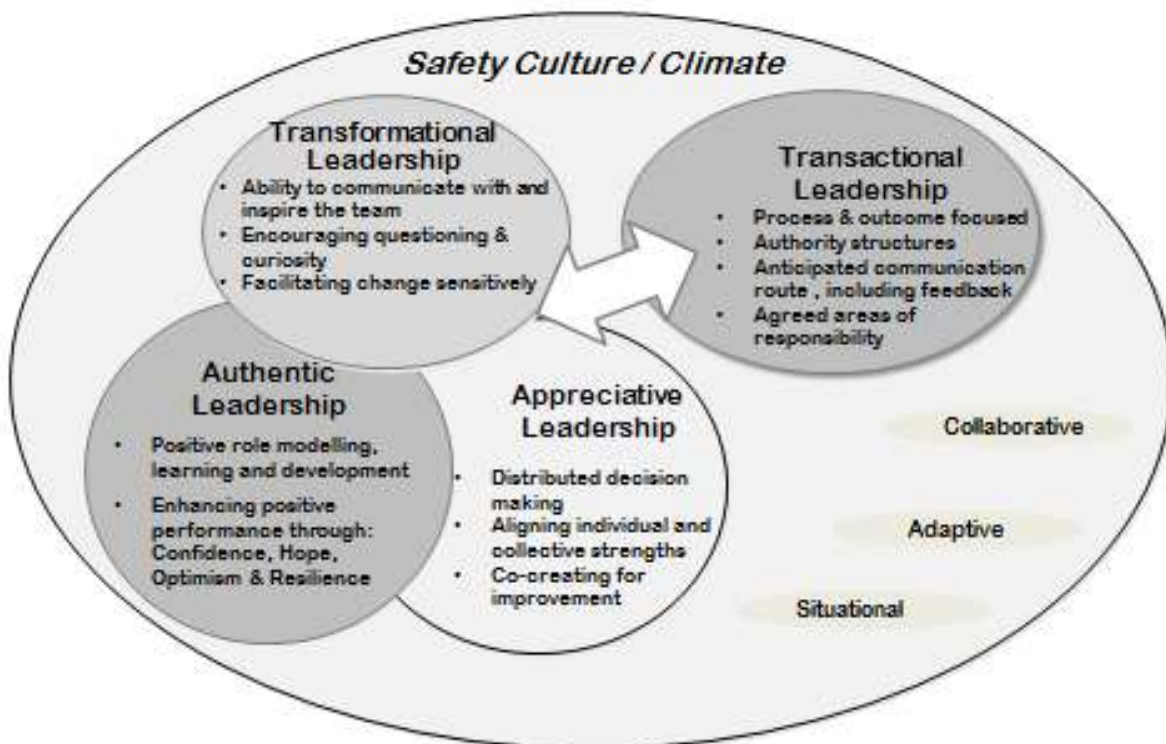 Safety Culture / Climate
Transformational
Leadership
• Ability to communicate with and
inspire the team
• Encouraging questioning &
curiosity
• Facilitating change sensitively
Transactional
Leadership
• Process & outcome focused
• Authority structures
• Anticipated communication
route , including feedback
• Agreed areas of
responsibility
Authentic
Leadership
• Positive role modelling,
learning and development
• Enhancing positive
performance through:
Confidence, Hope,
Optimism & Resilience
Appreciative
Leadership
• Distributed decision
making
• Aligning individual and
collective strengths
• Co-creating for
improvement
Collaborative
Adaptive
Situational